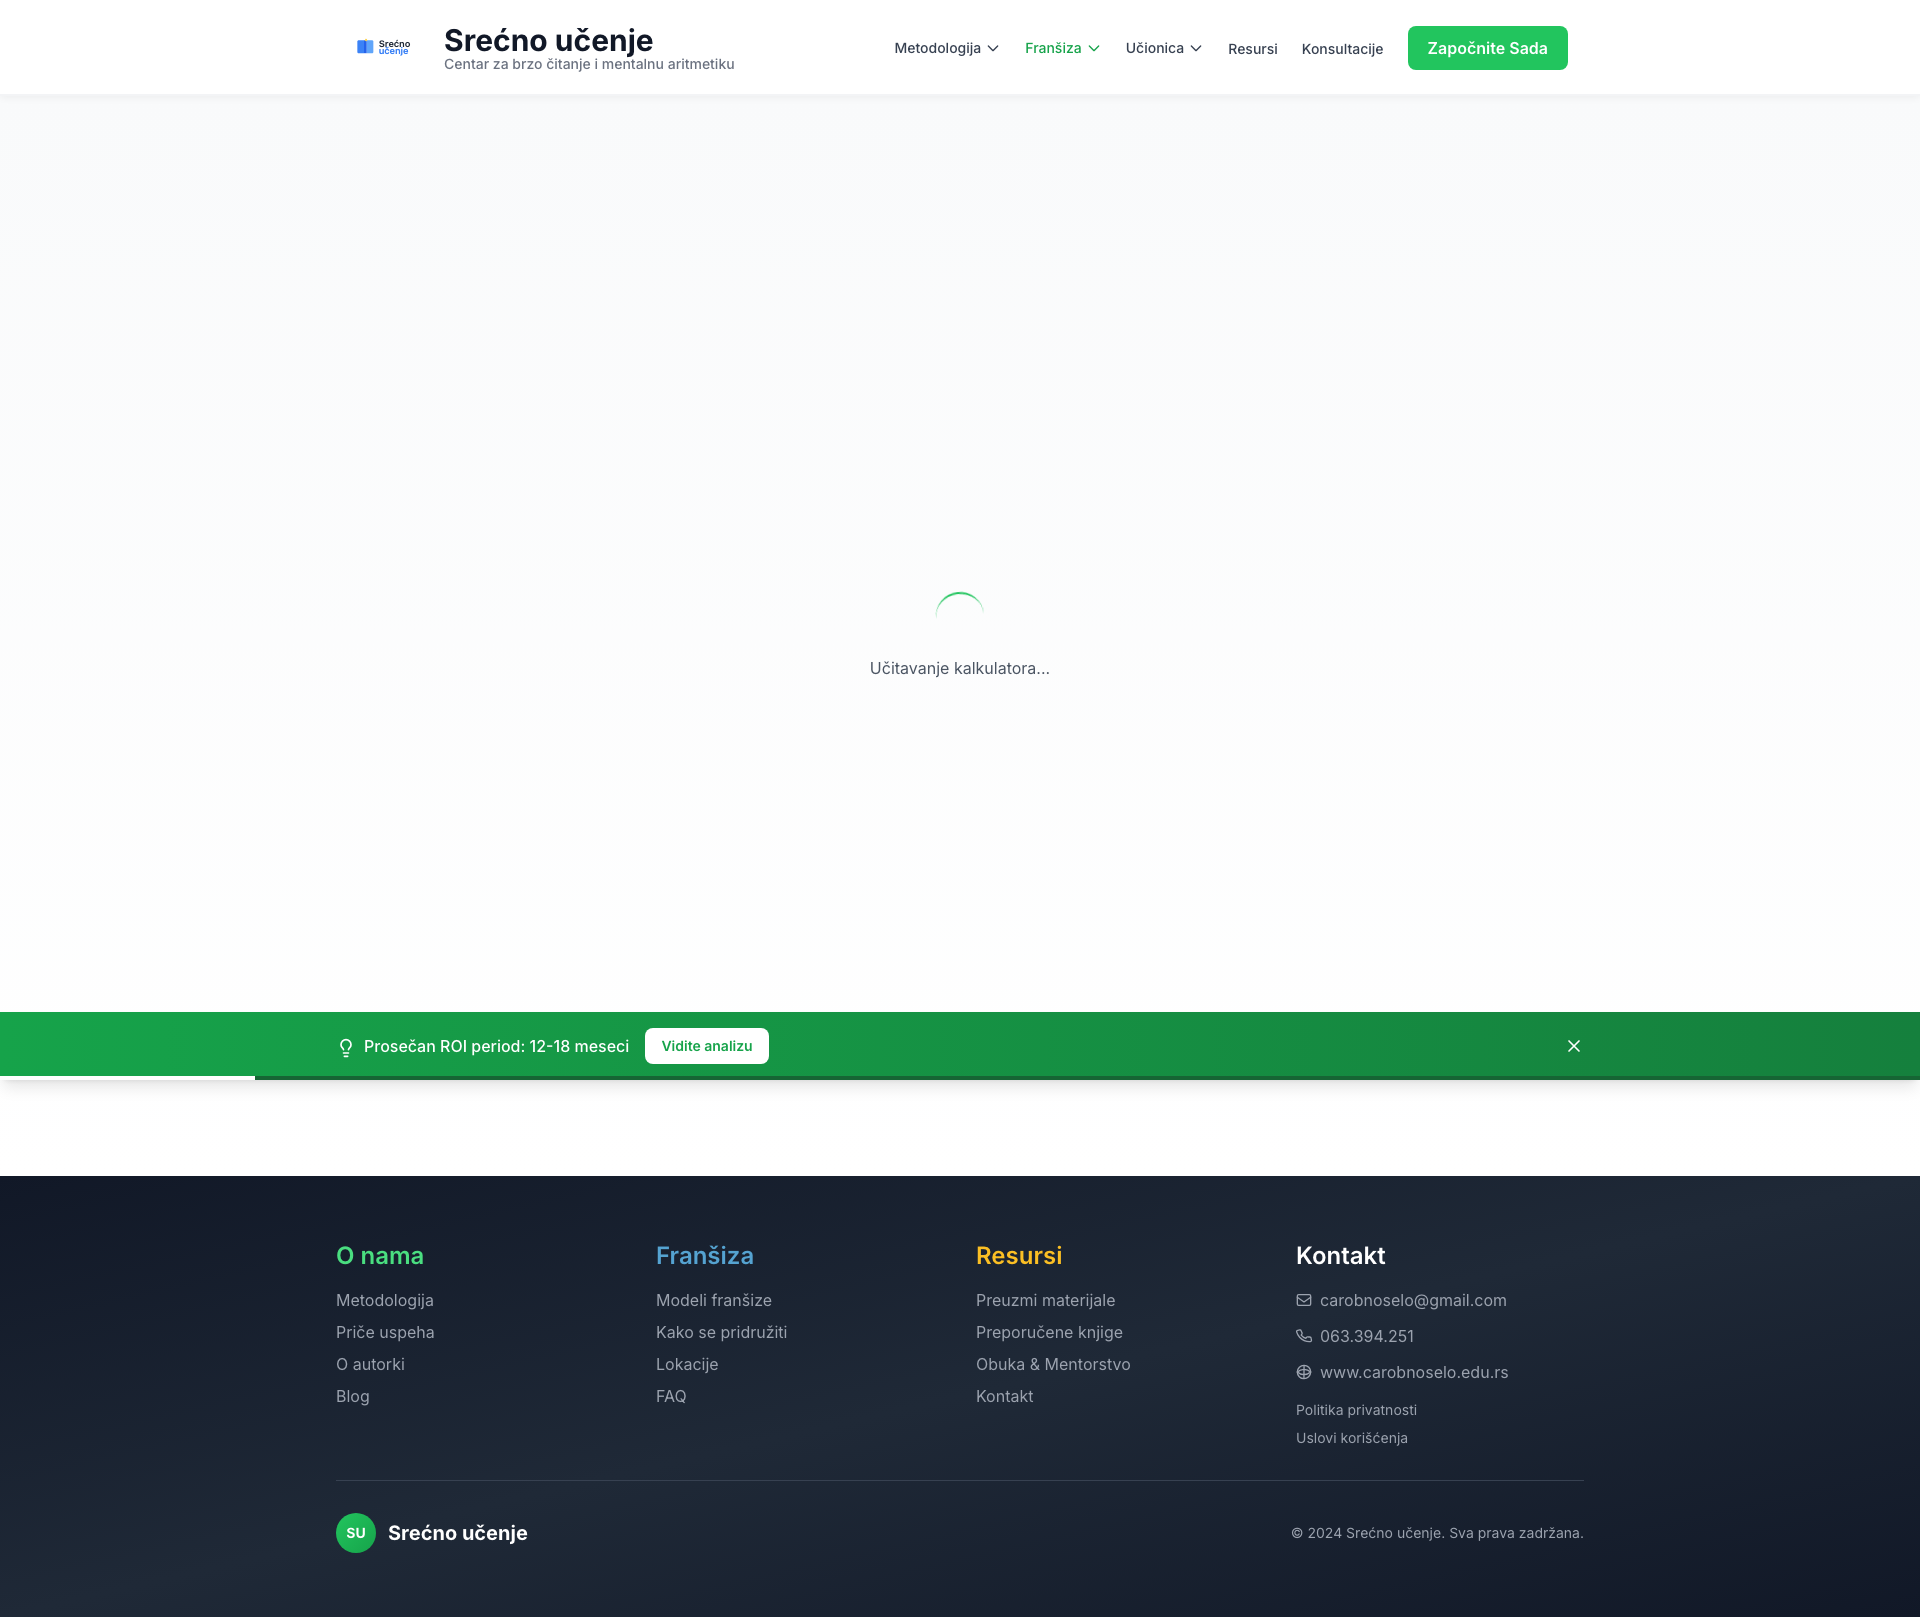 Srećno
učenje
Srećno učenje
Centar za brzo čitanje i mentalnu aritmetiku
Metodologija
Franšiza
Učionica
Resursi
Konsultacije
Započnite Sada
Učitavanje kalkulatora...
Prosečan ROI period: 12-18 meseci
Vidite analizu
O nama
Metodologija
Priče uspeha
O autorki
Blog
Franšiza
Modeli franšize
Kako se pridružiti
Lokacije
FAQ
Resursi
Preuzmi materijale
Preporučene knjige
Obuka & Mentorstvo
Kontakt
Kontakt
carobnoselo@gmail.com
063.394.251
www.carobnoselo.edu.rs
Politika privatnosti
Uslovi korišćenja
SU
Srećno učenje
© 2024 Srećno učenje. Sva prava zadržana.